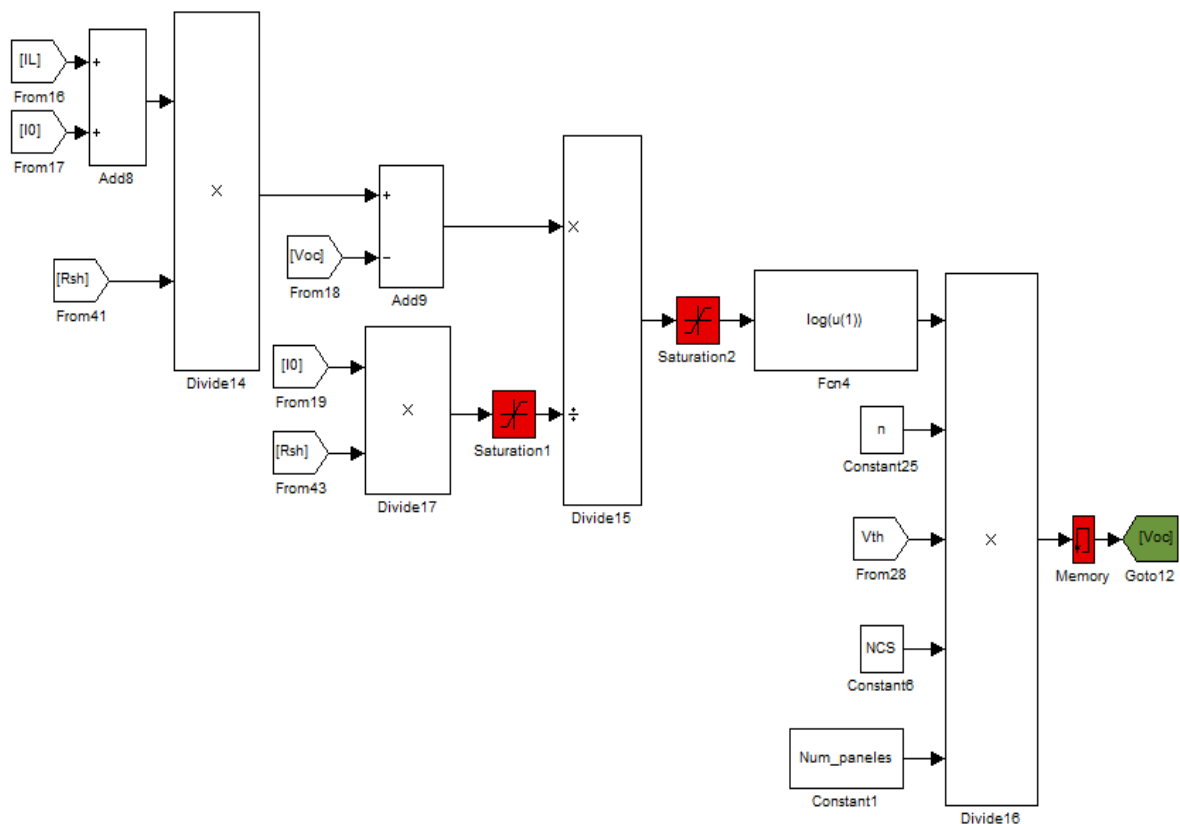 [IL]
+
From16
[I0]
+
From17
Add8
×
[Rsh]
From41
Divide14
+
[Voc]
−
From18
Add9
×
÷
Divide15
[I0]
From19
×
[Rsh]
From43
Divide17
Saturation1
Saturation2
log(u(1))
Fcn4
n
Constant25
Vth
From28
×
NCS
Constant6
Num_paneles
Constant1
Divide16
Memory
[Voc]
Goto12